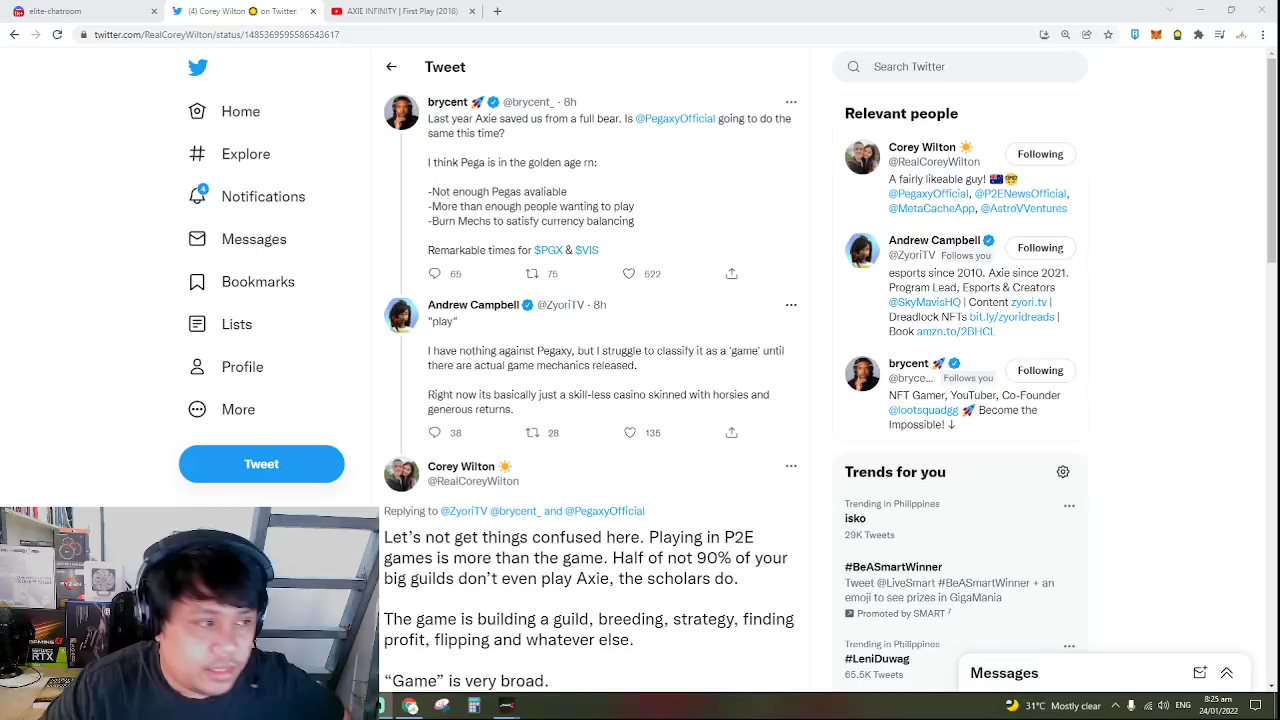 elite-chatroom
(4) Corey Wilton on Twitter: "
AXIE INFINITY | First Play (2018)
twitter.com/RealCoreyWilton/status/1485369595586543617
Home
Explore
4
Notifications
Messages
Bookmarks
Lists
Profile
More
Tweet
Tweet
brycent 🚀 @brycent_ · 8h
Last year Axie saved us from a full bear. Is @PegaxyOfficial going to do the
same this time?
I think Pega is in the golden age rn:
-Not enough Pegas avaliable
-More than enough people wanting to play
-Burn Mechs to satisfy currency balancing
Remarkable times for $PGX & $VIS
65 75 522
Andrew Campbell @ZyoriTV · 8h
"play"
I have nothing against Pegaxy, but I struggle to classify it as a 'game' until
there are actual game mechanics released.
Right now its basically just a skill-less casino skinned with horsies and
generous returns.
38 28 135
Corey Wilton ☀️
@RealCoreyWilton
Replying to @ZyoriTV @brycent_ and @PegaxyOfficial
Let's not get things confused here. Playing in P2E
games is more than the game. Half of not 90% of your
big guilds don't even play Axie, the scholars do.
The game is building a guild, breeding, strategy, finding
profit, flipping and whatever else.
"Game" is very broad.
Search Twitter
Relevant people
Corey Wilton ☀️
@RealCoreyWilton
Following
A fairly likeable guy! 🇦🇺🤓
@PegaxyOfficial, @P2ENewsOfficial,
@MetaCacheApp, @AstroVVentures
Andrew Campbell
@ZyoriTV Follows you
Following
esports since 2010. Axie since 2021.
Program Lead, Esports & Creators
@SkyMavisHQ | Content zyori.tv |
Dreadlock NFTs bit.ly/zyoridreads |
Book amzn.to/2BHCL
brycent 🚀
@bryce... Follows you
Following
NFT Gamer, YouTuber, Co-Founder
@lootsquadgg 🚀 Become the
Impossible! ↓
Trends for you
Trending in Philippines
isko
29K Tweets
#BeASmartWinner
Tweet @LiveSmart #BeASmartWinner + an
emoji to see prizes in GigaMania
Promoted by SMART
Trending in Philippines
#LeniDuwag
65.5K Tweets
Messages
GEFORCE
RTX
31°C Mostly clear
ENG
8:25 am
24/01/2022